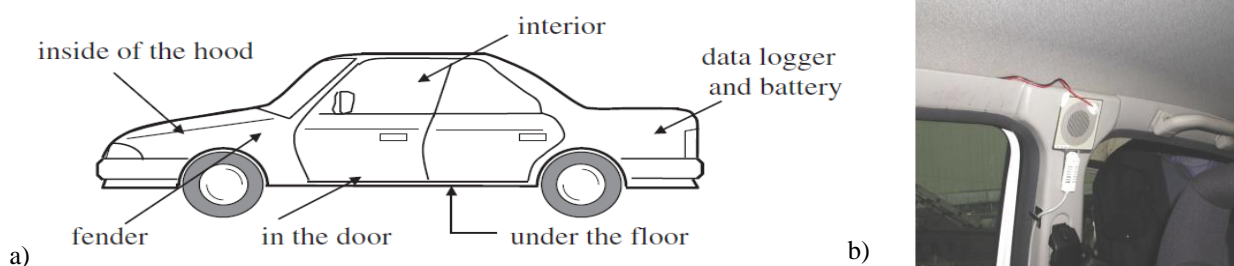 interior
inside of the hood
data logger
and battery
fender
in the door
under the floor
a)
b)